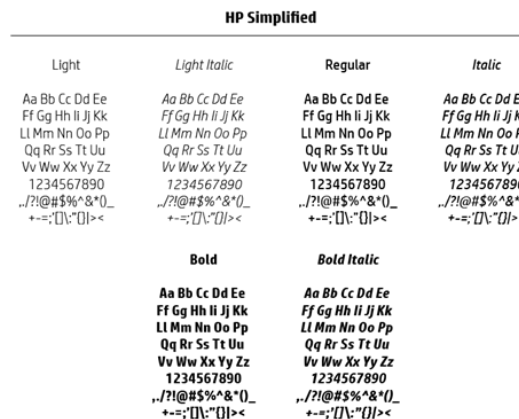 HP Simplified
Light
Aa Bb Cc Dd Ee
Ff Gg Hh Ii Jj Kk
Ll Mm Nn Oo Pp
Qq Rr Ss Tt Uu
Vv Ww Xx Yy Zz
1234567890
,./?!@#$%^&*()_
+-=;'[]\:"{}|><
Light Italic
Aa Bb Cc Dd Ee
Ff Gg Hh Ii Jj Kk
Ll Mm Nn Oo Pp
Qq Rr Ss Tt Uu
Vv Ww Xx Yy Zz
1234567890
,./?!@#$%^&*()_
+-=;'[]\:"{}|><
Regular
Aa Bb Cc Dd Ee
Ff Gg Hh Ii Jj Kk
Ll Mm Nn Oo Pp
Qq Rr Ss Tt Uu
Vv Ww Xx Yy Zz
1234567890
,./?!@#$%^&*()_
+-=;'[]\:"{}|><
Italic
Aa Bb Cc Dd E
Ff Gg Hh Ii Jj K
Ll Mm Nn Oo P
Qq Rr Ss Tt U
Vv Ww Xx Yy Z
1234567890
,./?!@#$%^&*(
+-=;'[]\:"{}|><
Bold
Aa Bb Cc Dd Ee
Ff Gg Hh Ii Jj Kk
Ll Mm Nn Oo Pp
Qq Rr Ss Tt Uu
Vv Ww Xx Yy Zz
1234567890
,./?!@#$%^&*()_
+-=;'[]\:"{}|><
Bold Italic
Aa Bb Cc Dd Ee
Ff Gg Hh Ii Jj Kk
Ll Mm Nn Oo Pp
Qq Rr Ss Tt Uu
Vv Ww Xx Yy Zz
1234567890
,./?!@#$%^&*()_
+-=;'[]\:"{}|><